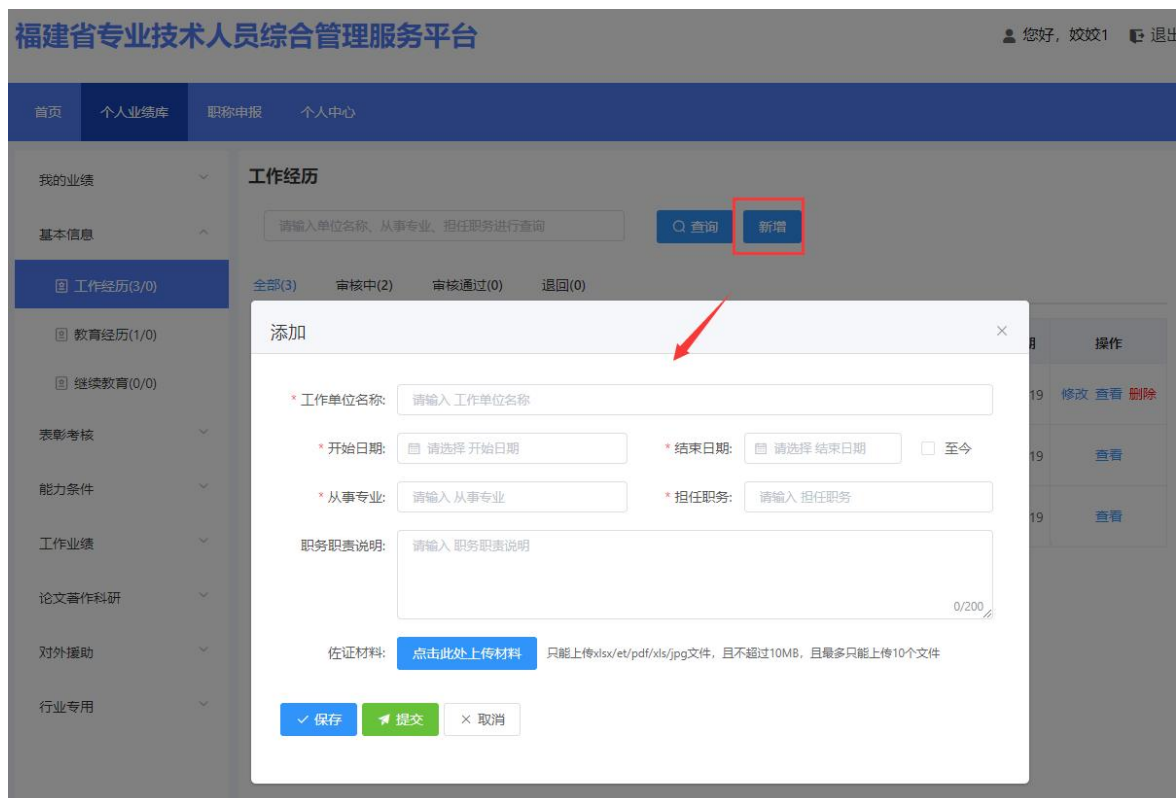 福建省专业技术人员综合管理服务平台
您好，姣姣1 退出
首页 个人业绩库 职称申报 个人中心
我的业绩
工作经历
请输入单位名称、从事专业、担任职务进行查询 查询 新增
基本信息
工作经历(3/0)
全部(3) 审核中(2) 审核通过(0) 退回(0)
教育经历(1/0)
添加
期 操作
继续教育(0/0)
* 工作单位名称: 请输入 工作单位名称
19 修改 查看 删除
表彰考核
* 开始日期: 请选择 开始日期 * 结束日期: 请选择 结束日期 至今
19 查看
能力条件
* 从事专业: 请输入 从事专业 * 担任职务: 请输入 担任职务
19 查看
工作业绩
职务职责说明: 请输入 职务职责说明
论文著作科研
0/200
对外援助
佐证材料: 点击此处上传材料 只能上传xlsx/et/pdf/xls/jpg文件，且不超过10MB，且最多只能上传10个文件
行业专用
保存 提交 取消